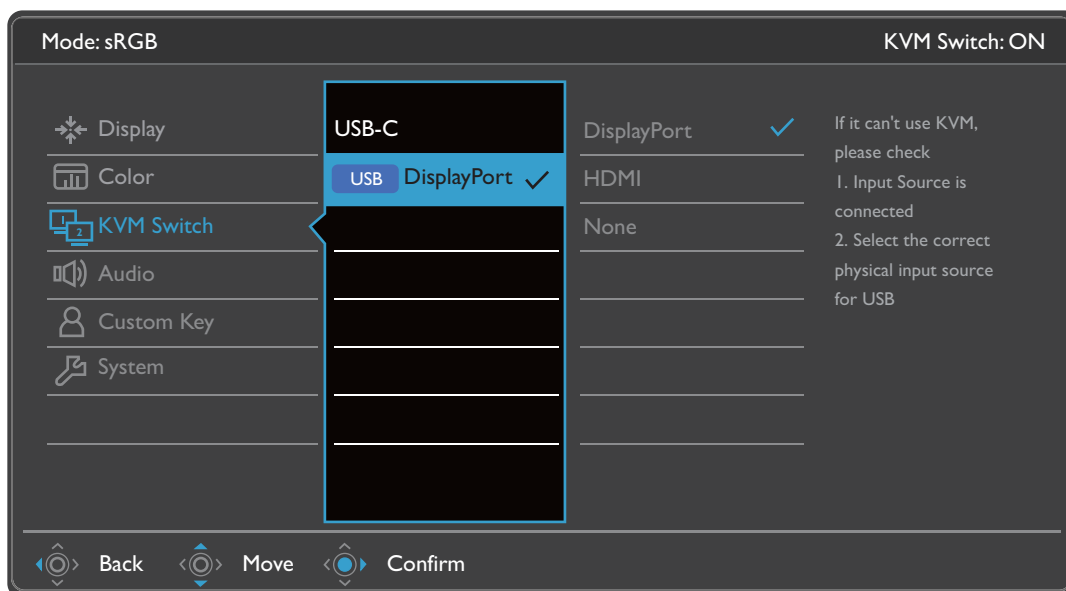 Mode: sRGB
KVM Switch: ON
Display
Color
1 2 KVM Switch
Audio
Custom Key
System
USB-C
USB DisplayPort
DisplayPort
HDMI
None
If it can't use KVM,
please check
1. Input Source is
connected
2. Select the correct
physical input source
for USB
Back
Move
Confirm